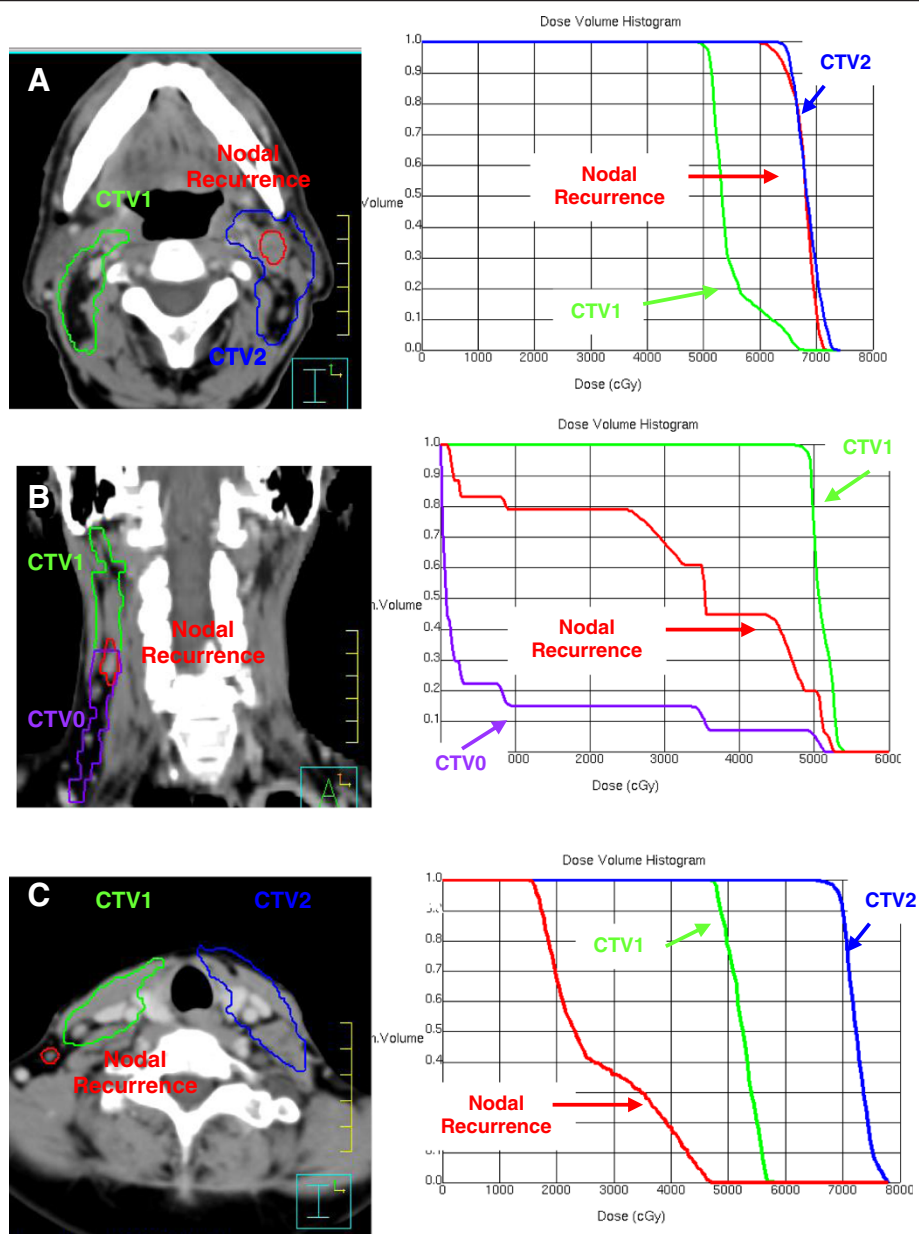 A
Nodal
Recurrence
CTV1
CTV2
Dose Volume Histogram
1.0
0.9
0.8
0.7
0.6
0.5
0.4
0.3
0.2
0.1
0.0
Volume
CTV2
Nodal
Recurrence
CTV1
0 1000 2000 3000 4000 5000 6000 7000 8000
Dose (cGy)
B
CTV1
Nodal
Recurrence
CTV0
A
Dose Volume Histogram
1.0
0.9
0.8
0.7
0.6
0.5
0.4
0.3
0.2
0.1
n.Volume
CTV1
Nodal
Recurrence
CTV0
000 2000 3000 4000 5000 6000
Dose (cGy)
C
CTV1
CTV2
Nodal
Recurrence
Dose Volume Histogram
1.0
0.8
0.7
0.6
0.5
0.4
0.2
0.0
n.Volume
CTV2
CTV1
Nodal
Recurrence
0 1000 2000 3000 4000 5000 6000 7000 8000
Dose (cGy)